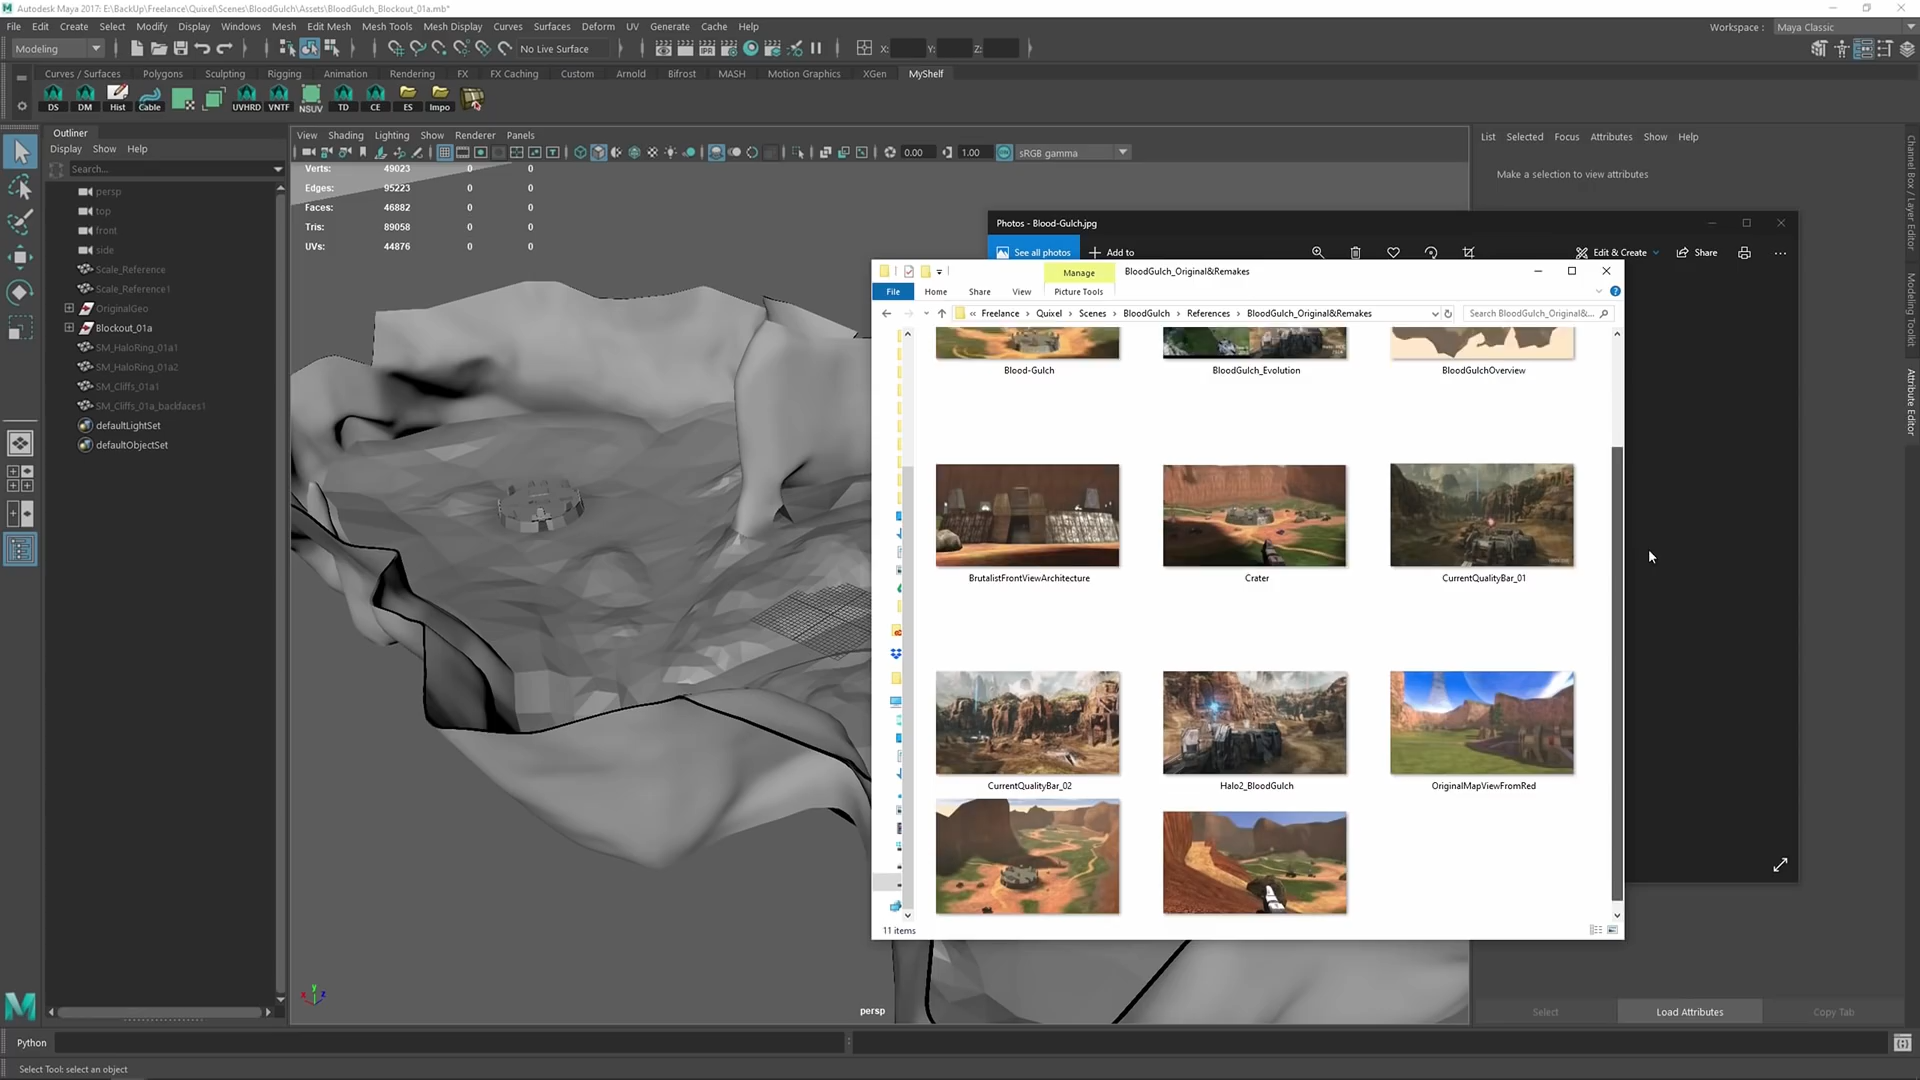 Autodesk Maya 2017: E:\BackUp\Freelance\Quixel\Scenes\BloodGulch\Assets\BloodGulch_Blockout_01a.mb*
File Edit Create Select Modify Display Windows Mesh Edit Mesh Mesh Tools Mesh Display Curves Surfaces Deform UV Generate Cache Help
Workspace : Maya Classic
Modeling
No Live Surface
X: Y: Z:
Curves / Surfaces Polygons Sculpting Rigging Animation Rendering FX FX Caching Custom Arnold Bifrost MASH Motion Graphics XGen MyShelf
DS DM Hist Cable UVHRD VNTF NSUV TD CE ES Impo
Outliner
Display Show Help
Search...
persp
top
front
side
Scale_Reference
Scale_Reference1
OriginalGeo
Blockout_01a
SM_HaloRing_01a1
SM_HaloRing_01a2
SM_Cliffs_01a1
SM_Cliffs_01a_backfaces1
defaultLightSet
defaultObjectSet
View Shading Lighting Show Renderer Panels
0.00 1.00 sRGB gamma
Verts: 49023 0 0
Edges: 95223 0 0
Faces: 46882 0 0
Tris: 89058 0 0
UVs: 44876 0 0
persp
List Selected Focus Attributes Show Help
Make a selection to view attributes
Channel Box / Layer Editor
Modeling Toolkit
Attribute Editor
Photos - Blood-Gulch.jpg
See all photos Add to Edit & Create Share
Manage BloodGulch_Original&Remakes
File Home Share View Picture Tools
« Freelance Quixel Scenes BloodGulch References BloodGulch_Original&Remakes
Search BloodGulch_Original&...
Blood-Gulch BloodGulch_Evolution BloodGulchOverview
BrutalistFrontViewArchitecture Crater CurrentQualityBar_01
CurrentQualityBar_02 Halo2_BloodGulch OriginalMapViewFromRed
11 items
Select Load Attributes Copy Tab
Python
Select Tool: select an object